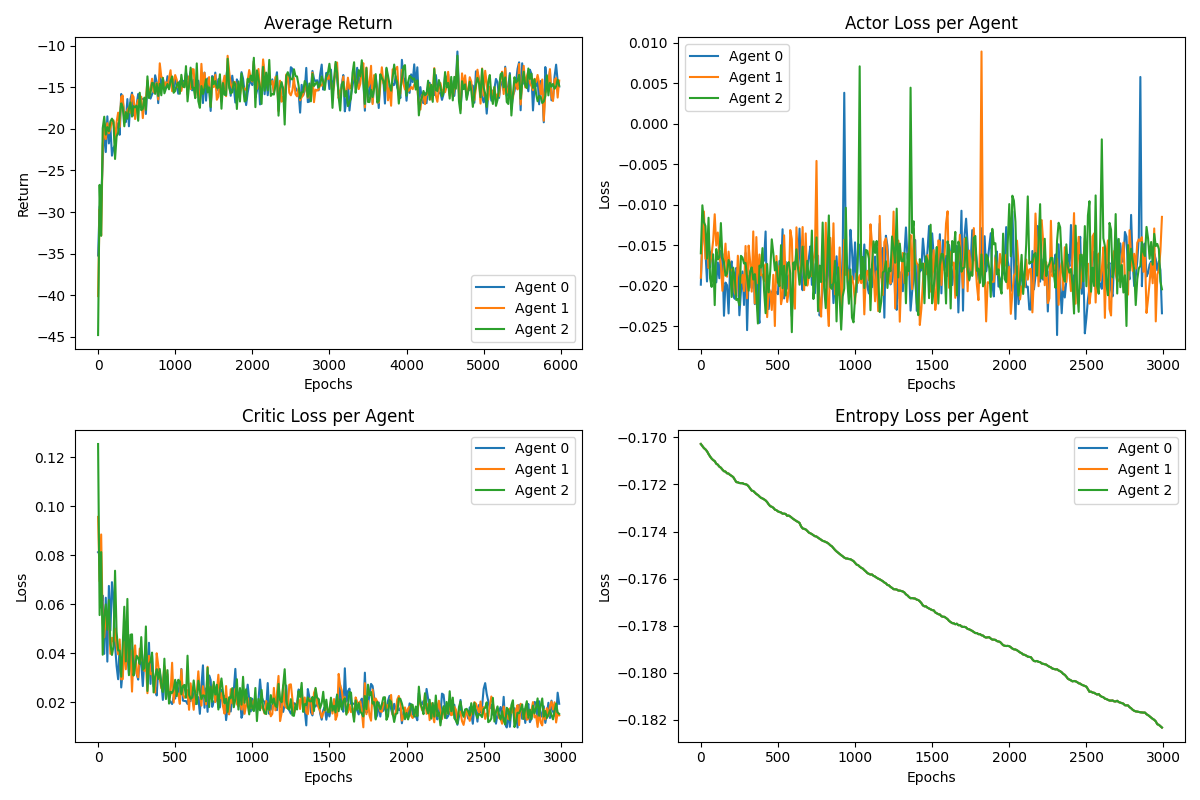 Average Return
Return
−10
−15
−20
−25
−30
−35
−40
−45
0
1000
2000
3000
4000
5000
6000
Epochs
Agent 0
Agent 1
Agent 2
Actor Loss per Agent
Loss
0.010
0.005
0.000
−0.005
−0.010
−0.015
−0.020
−0.025
0
500
1000
1500
2000
2500
3000
Epochs
Agent 0
Agent 1
Agent 2
Critic Loss per Agent
Loss
0.12
0.10
0.08
0.06
0.04
0.02
0
500
1000
1500
2000
2500
3000
Epochs
Agent 0
Agent 1
Agent 2
Entropy Loss per Agent
Loss
−0.170
−0.172
−0.174
−0.176
−0.178
−0.180
−0.182
0
500
1000
1500
2000
2500
3000
Epochs
Agent 0
Agent 1
Agent 2